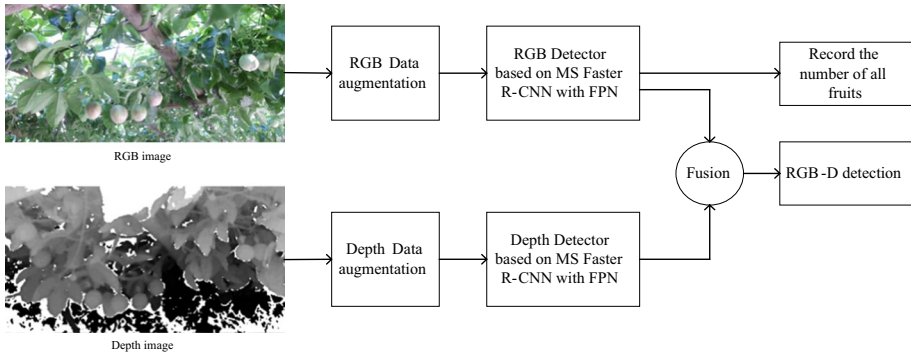 RGB Data
augmentation
RGB Detector
based on MS Faster
R-CNN with FPN
Record the
number of all
fruits
RGB image
Fusion
RGB-D detection
Depth Data
augmentation
Depth Detector
based on MS Faster
R-CNN with FPN
Depth image